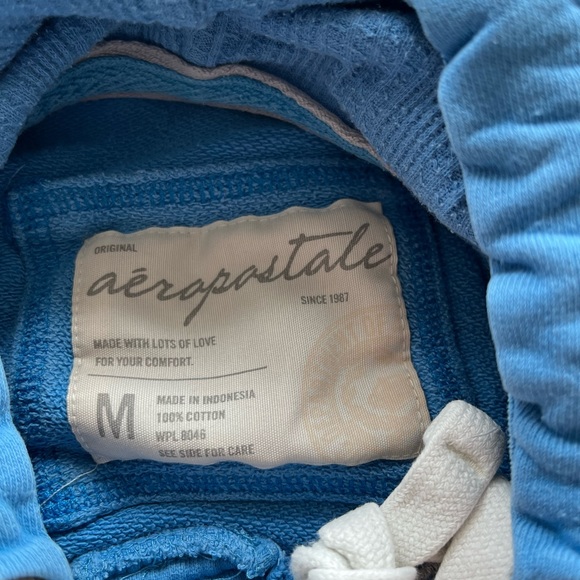 ORIGINAL
aéropostale
SINCE 1987
MADE WITH LOTS OF LOVE
FOR YOUR COMFORT.
M
MADE IN INDONESIA
100% COTTON
WPL 8046
SEE SIDE FOR CARE